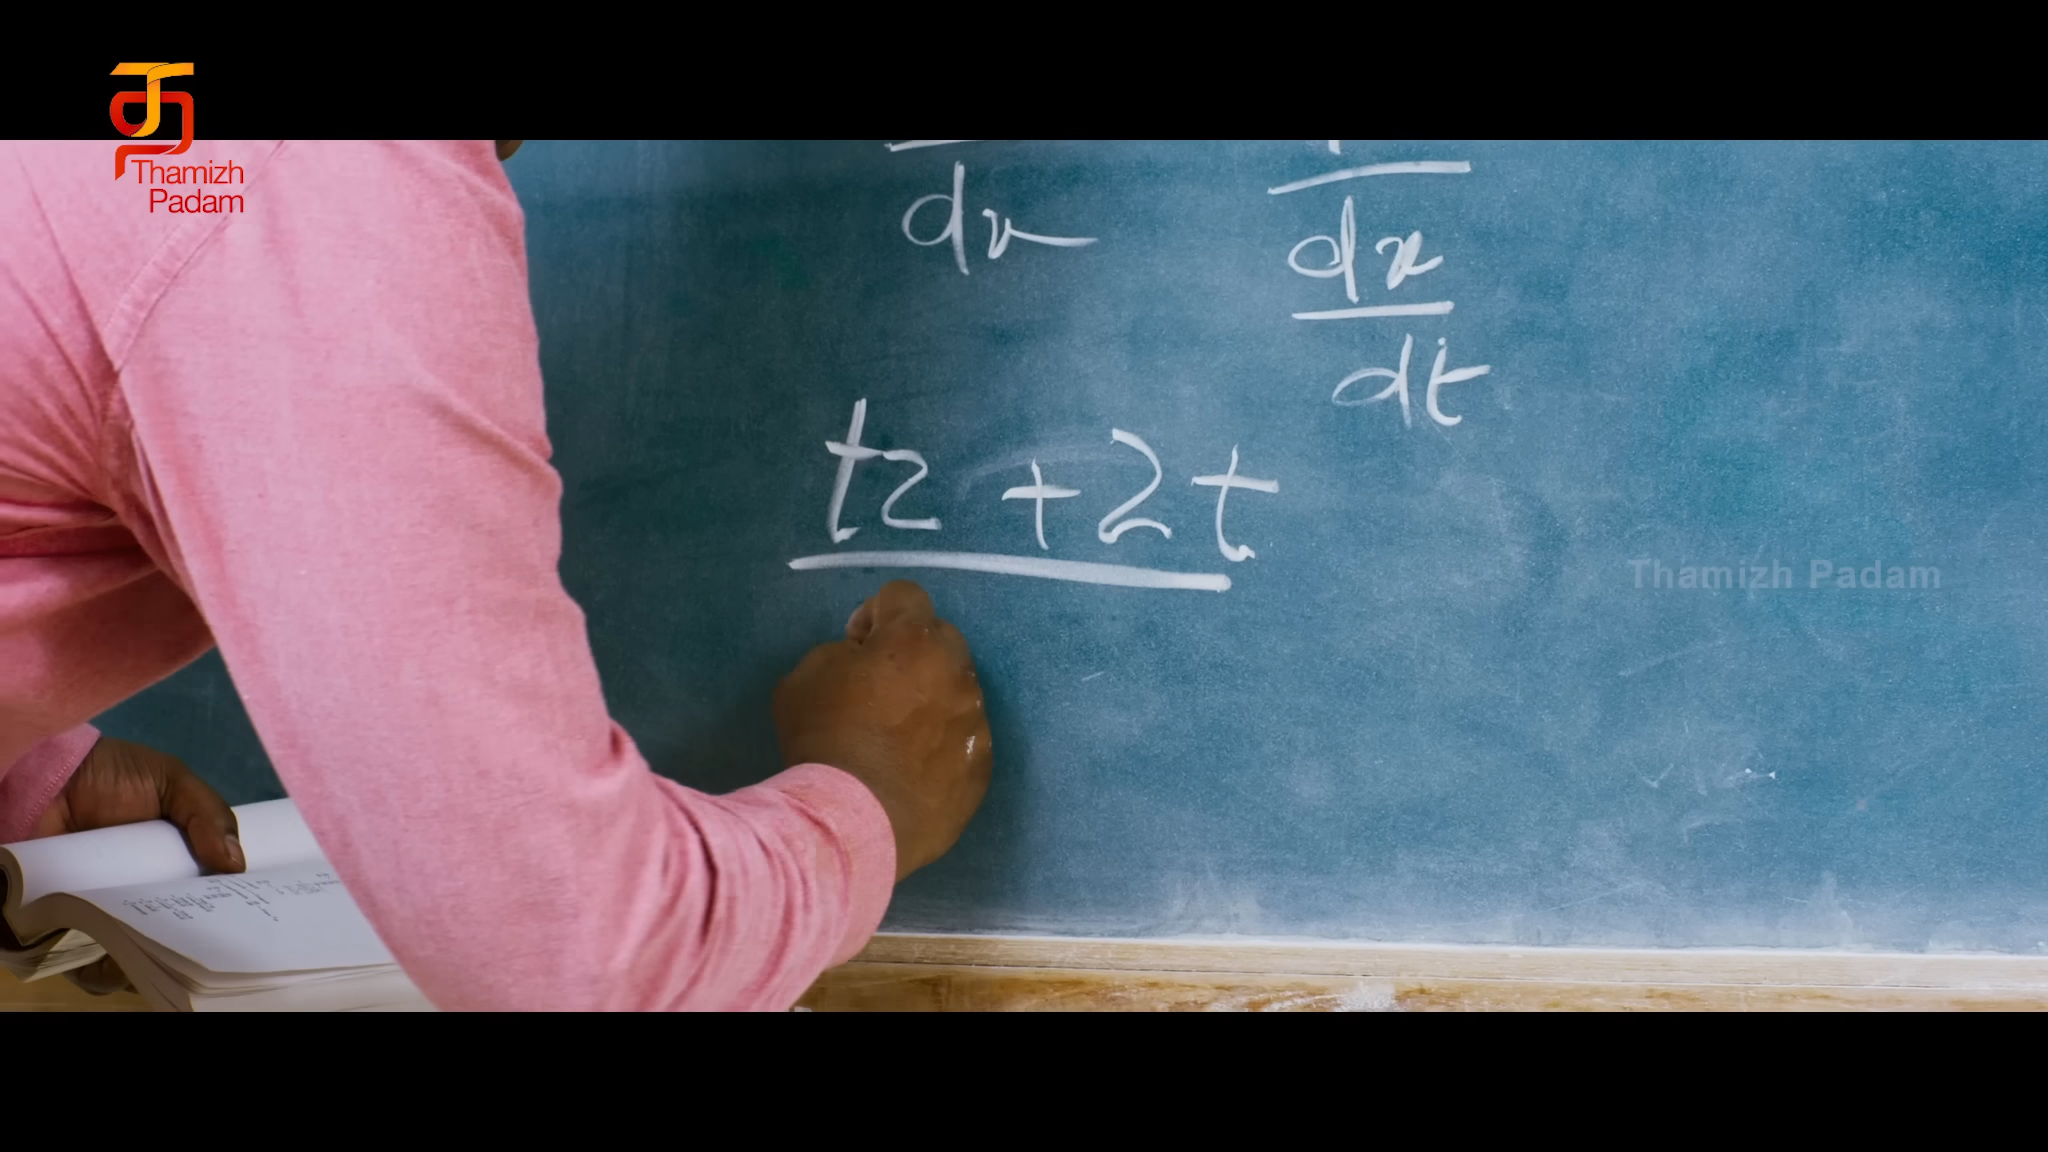 Thamizh
Padam
dx
dx
dt
t2 + 2t
Thamizh Padam